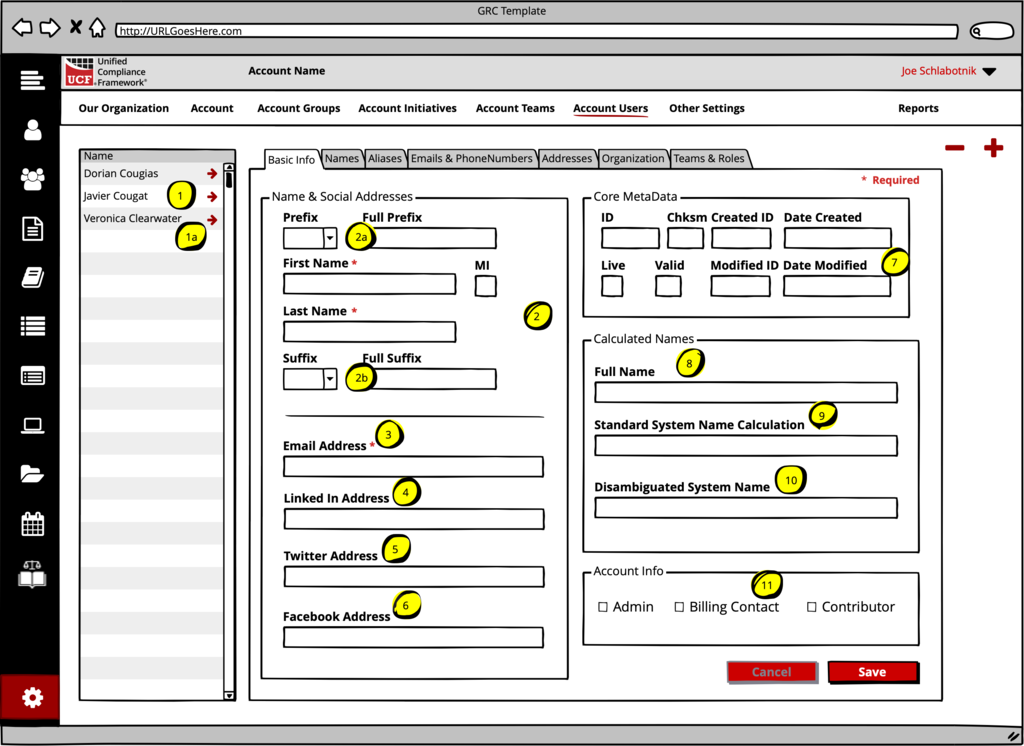 GRC Template
http://URLGoesHere.com
UCF Unified Compliance Framework®
Account Name
Joe Schlabotnik
Our Organization Account Account Groups Account Initiatives Account Teams Account Users Other Settings Reports
Name
Dorian Cougias
Javier Cougat 1
Veronica Clearwater
1a
Basic Info Names Aliases Emails & PhoneNumbers Addresses Organization Teams & Roles
* Required
Name & Social Addresses
Prefix Full Prefix
2a
First Name * MI
2
Last Name *
Suffix Full Suffix
2b
3
Email Address *
Linked In Address 4
Twitter Address 5
Facebook Address 6
Core MetaData
ID Chksm Created ID Date Created
Live Valid Modified ID Date Modified 7
Calculated Names
Full Name 8
Standard System Name Calculation 9
Disambiguated System Name 10
Account Info
11
Admin Billing Contact Contributor
Cancel Save